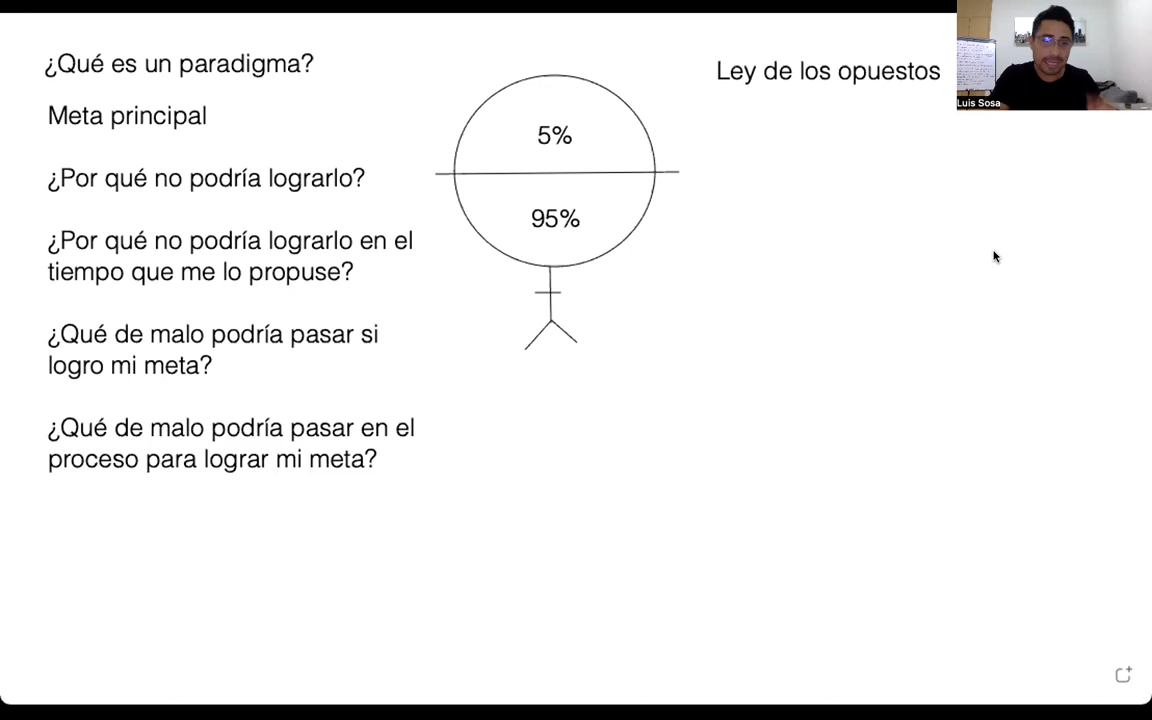 ¿Qué es un paradigma?
Meta principal
¿Por qué no podría lograrlo?
¿Por qué no podría lograrlo en el
tiempo que me lo propuse?
¿Qué de malo podría pasar si
logro mi meta?
¿Qué de malo podría pasar en el
proceso para lograr mi meta?
5%
95%
Ley de los opuestos
Luis Sosa